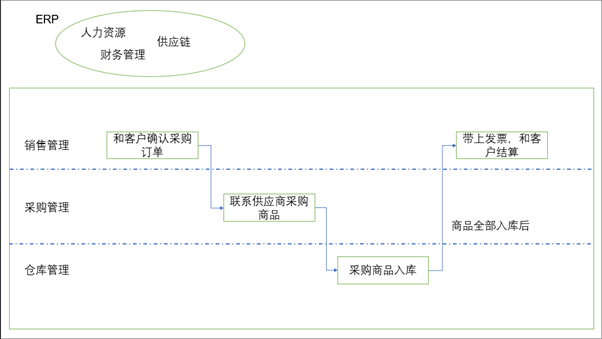 ERP
人力资源
供应链
财务管理
销售管理
和客户确认采购
订单
带上发票，和客
户结算
采购管理
联系供应商采购
商品
商品全部入库后
仓库管理
采购商品入库